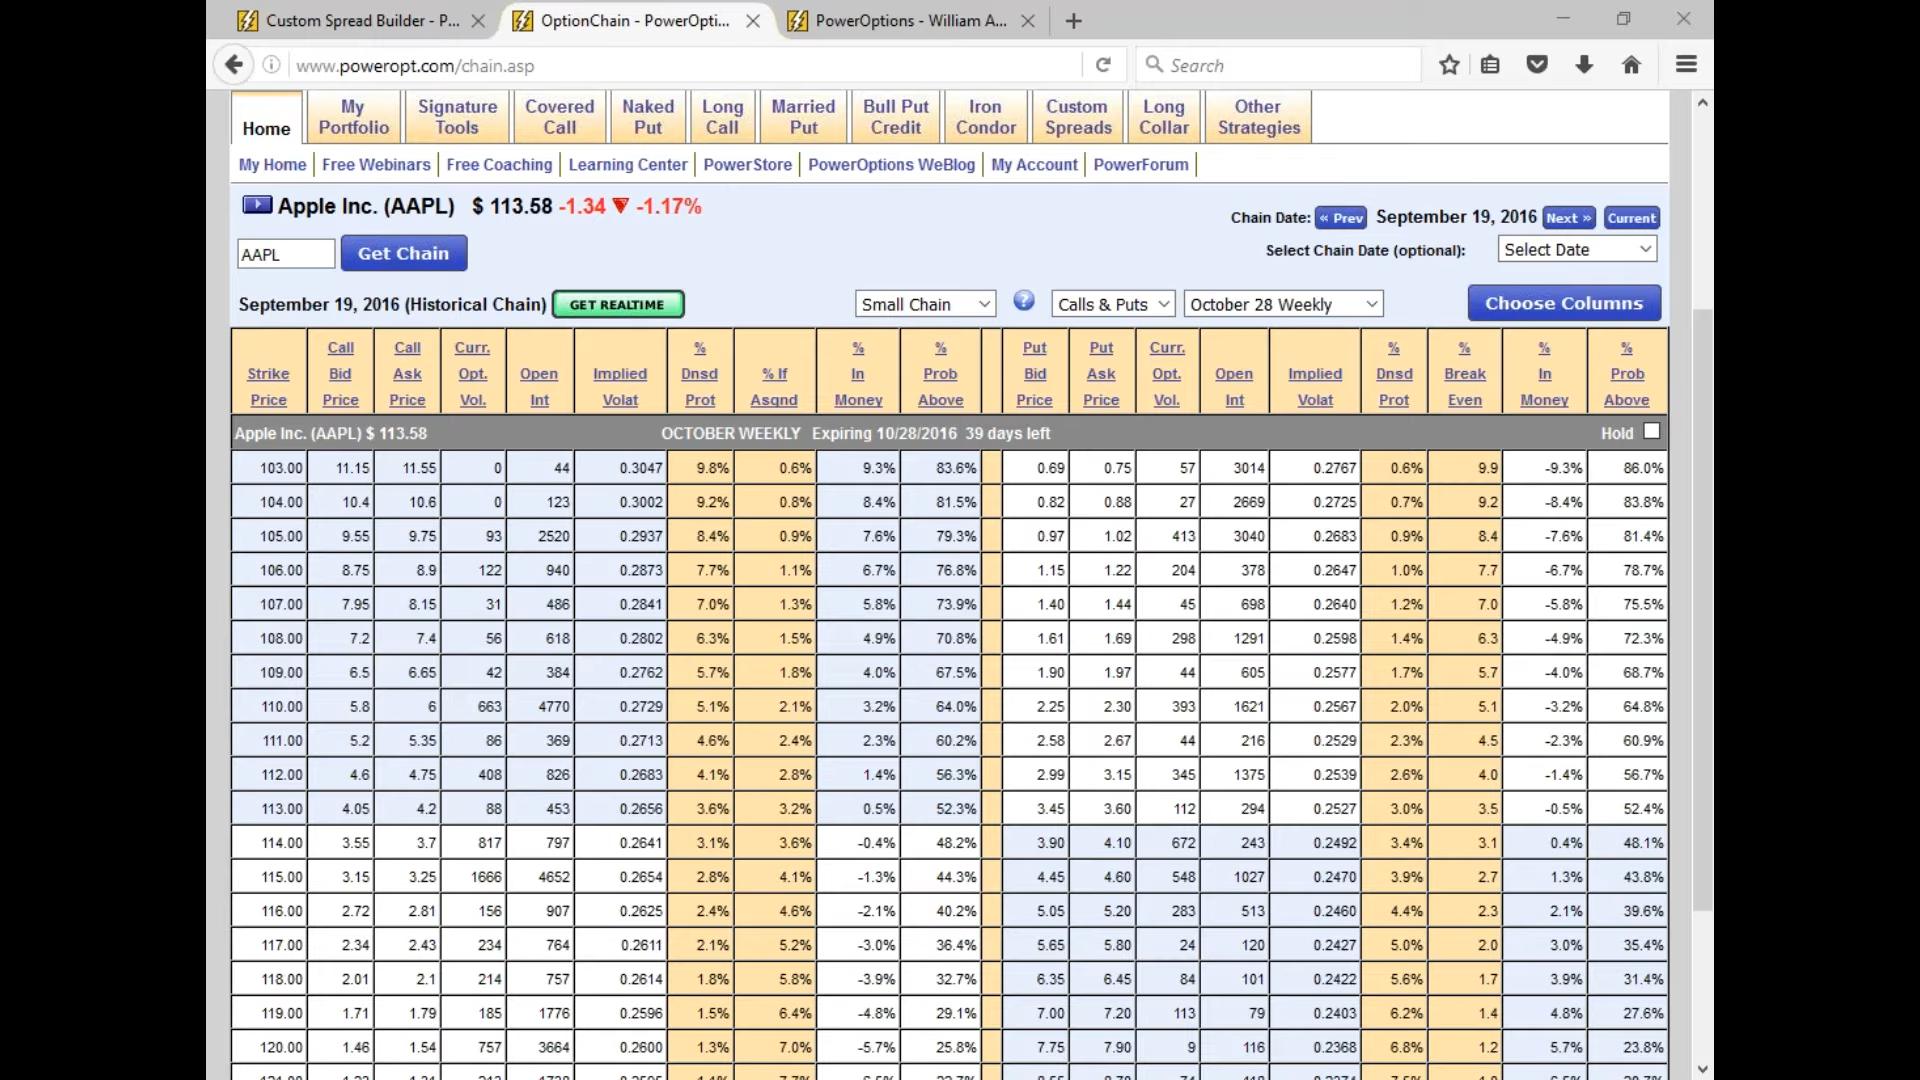 Custom Spread Builder - P... OptionChain - PowerOpti... PowerOptions - William A...
www.poweropt.com/chain.asp Search
Home My Portfolio Signature Tools Covered Call Naked Put Long Call Married Put Bull Put Credit Iron Condor Custom Spreads Long Collar Other Strategies
My Home Free Webinars Free Coaching Learning Center PowerStore PowerOptions WeBlog My Account PowerForum
Apple Inc. (AAPL) $ 113.58 -1.34 ▼ -1.17%
Chain Date: « Prev September 19, 2016 Next » Current
AAPL Get Chain Select Chain Date (optional): Select Date
September 19, 2016 (Historical Chain) GET REALTIME Small Chain ? Calls & Puts October 28 Weekly Choose Columns
Strike Price Call Bid Price Call Ask Price Curr. Opt. Vol. Open Int Implied Volat % Dnsd Prot % If Asgnd % In Money % Prob Above Put Bid Price Put Ask Price Curr. Opt. Vol. Open Int Implied Volat % Dnsd Prot % Break Even % In Money % Prob Above
Apple Inc. (AAPL) $ 113.58 OCTOBER WEEKLY Expiring 10/28/2016 39 days left Hold
103.00 11.15 11.55 0 44 0.3047 9.8% 0.6% 9.3% 83.6% 0.69 0.75 57 3014 0.2767 0.6% 9.9 -9.3% 86.0%
104.00 10.4 10.6 0 123 0.3002 9.2% 0.8% 8.4% 81.5% 0.82 0.88 27 2669 0.2725 0.7% 9.2 -8.4% 83.8%
105.00 9.55 9.75 93 2520 0.2937 8.4% 0.9% 7.6% 79.3% 0.97 1.02 413 3040 0.2683 0.9% 8.4 -7.6% 81.4%
106.00 8.75 8.9 122 940 0.2873 7.7% 1.1% 6.7% 76.8% 1.15 1.22 204 378 0.2647 1.0% 7.7 -6.7% 78.7%
107.00 7.95 8.15 31 486 0.2841 7.0% 1.3% 5.8% 73.9% 1.40 1.44 45 698 0.2640 1.2% 7.0 -5.8% 75.5%
108.00 7.2 7.4 56 618 0.2802 6.3% 1.5% 4.9% 70.8% 1.61 1.69 298 1291 0.2598 1.4% 6.3 -4.9% 72.3%
109.00 6.5 6.65 42 384 0.2762 5.7% 1.8% 4.0% 67.5% 1.90 1.97 44 605 0.2577 1.7% 5.7 -4.0% 68.7%
110.00 5.8 6 663 4770 0.2729 5.1% 2.1% 3.2% 64.0% 2.25 2.30 393 1621 0.2567 2.0% 5.1 -3.2% 64.8%
111.00 5.2 5.35 86 369 0.2713 4.6% 2.4% 2.3% 60.2% 2.58 2.67 44 216 0.2529 2.3% 4.5 -2.3% 60.9%
112.00 4.6 4.75 408 826 0.2683 4.1% 2.8% 1.4% 56.3% 2.99 3.15 345 1375 0.2539 2.6% 4.0 -1.4% 56.7%
113.00 4.05 4.2 88 453 0.2656 3.6% 3.2% 0.5% 52.3% 3.45 3.60 112 294 0.2527 3.0% 3.5 -0.5% 52.4%
114.00 3.55 3.7 817 797 0.2641 3.1% 3.6% -0.4% 48.2% 3.90 4.10 672 243 0.2492 3.4% 3.1 0.4% 48.1%
115.00 3.15 3.25 1666 4652 0.2654 2.8% 4.1% -1.3% 44.3% 4.45 4.60 548 1027 0.2470 3.9% 2.7 1.3% 43.8%
116.00 2.72 2.81 156 907 0.2625 2.4% 4.6% -2.1% 40.2% 5.05 5.20 283 513 0.2460 4.4% 2.3 2.1% 39.6%
117.00 2.34 2.43 234 764 0.2611 2.1% 5.2% -3.0% 36.4% 5.65 5.80 24 120 0.2427 5.0% 2.0 3.0% 35.4%
118.00 2.01 2.1 214 757 0.2614 1.8% 5.8% -3.9% 32.7% 6.35 6.45 84 101 0.2422 5.6% 1.7 3.9% 31.4%
119.00 1.71 1.79 185 1776 0.2596 1.5% 6.4% -4.8% 29.1% 7.00 7.20 113 79 0.2403 6.2% 1.4 4.8% 27.6%
120.00 1.46 1.54 757 3664 0.2600 1.3% 7.0% -5.7% 25.8% 7.75 7.90 9 116 0.2368 6.8% 1.2 5.7% 23.8%